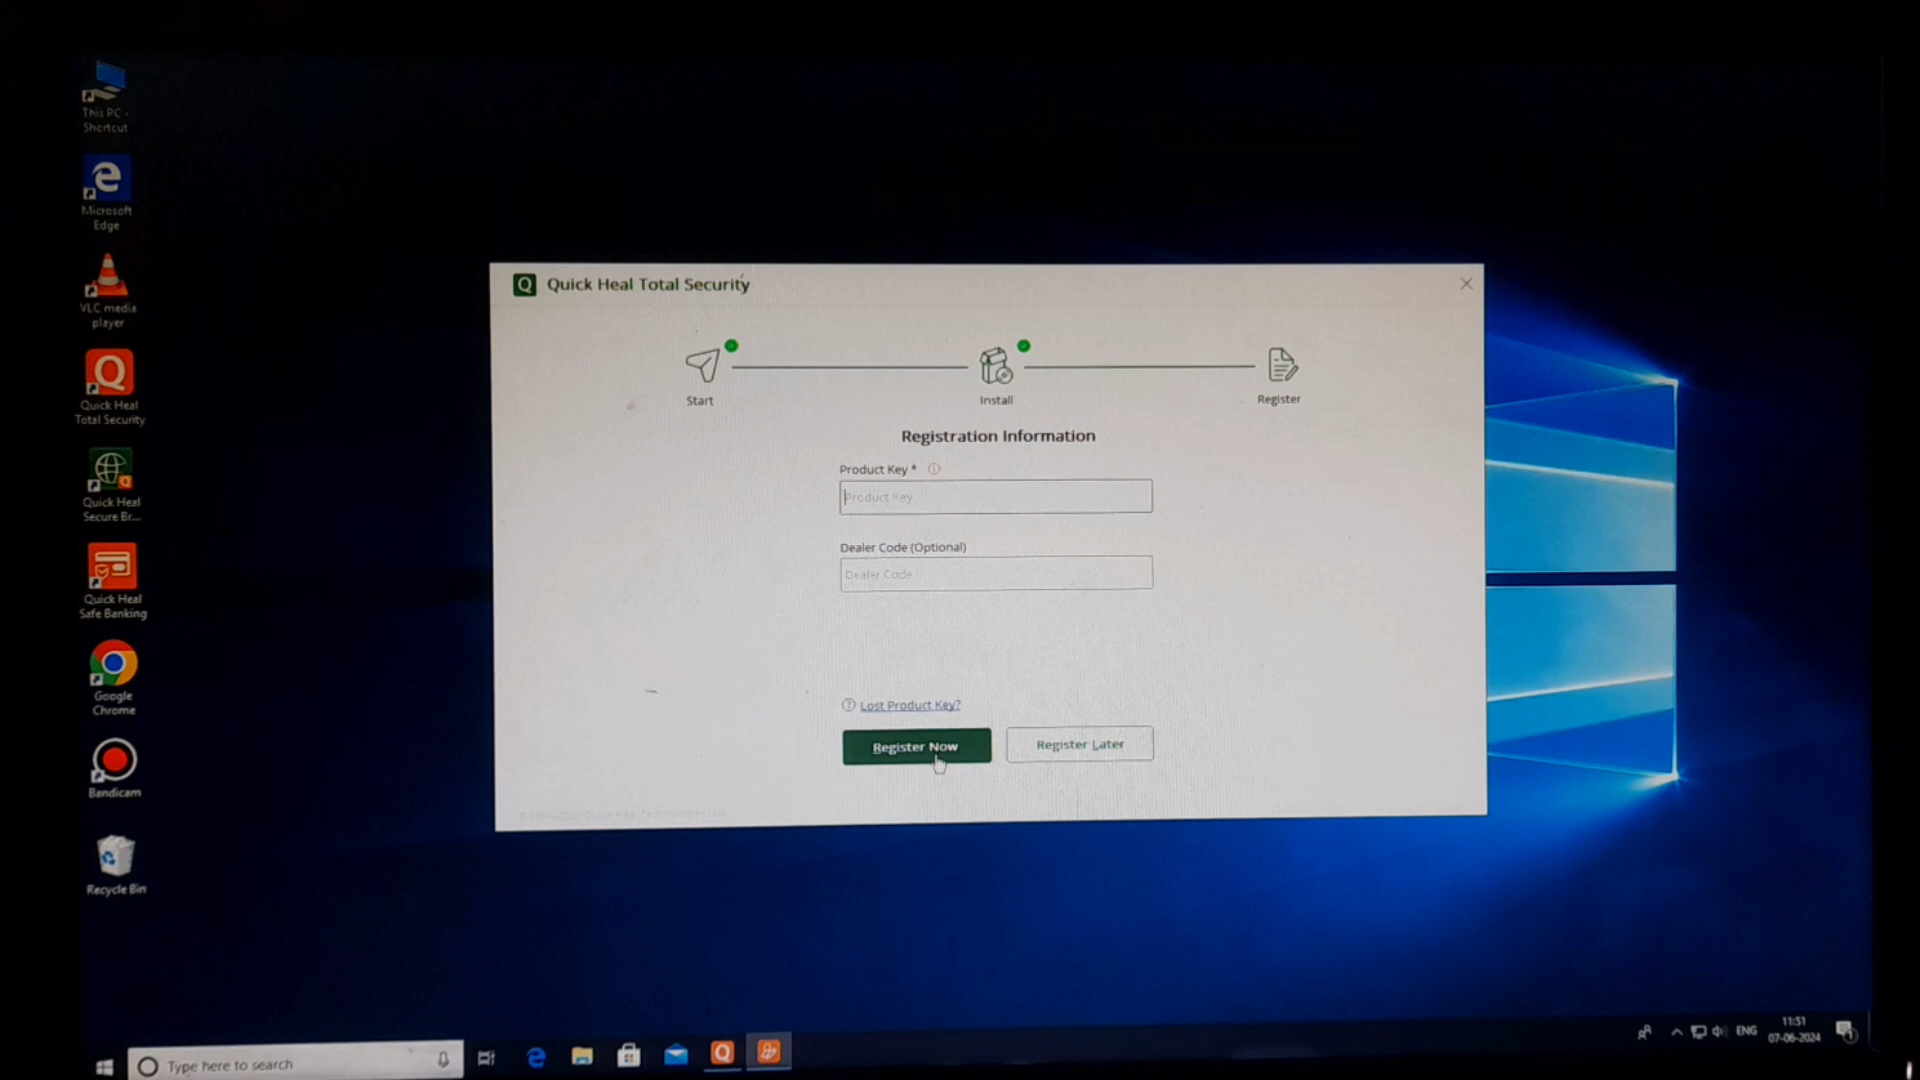 This PC -
Shortcut
Microsoft
Edge
VLC media
player
Quick Heal
Total Security
Quick Heal
Secure Br...
Quick Heal
Safe Banking
Google
Chrome
Bandicam
Recycle Bin
Quick Heal Total Security
Start
Install
Register
Registration Information
Product Key *
Product Key
Dealer Code (Optional)
Dealer Code
Lost Product Key?
Register Now
Register Later
Type here to search
ENG
11:51
07-06-2024